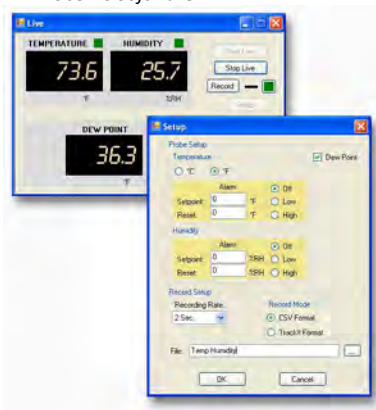 Live
TEMPERATURE HUMIDITY
73.6 25.7
°F %RH
Stop Live
Record
DEW POINT
36.3
°F
Setup
Probe Setup
Temperature
Dew Point
°C °F
Alarm Off
Setpoint: 0 °F Low
Reset: 0 °F High
Humidity
Alarm Off
Setpoint: 0 %RH Low
Reset: 0 %RH High
Record Setup
Recording Rate: Record Mode
2 Sec. CSV Format
TrackIt Format
File: Temp Humidity
...
OK Cancel